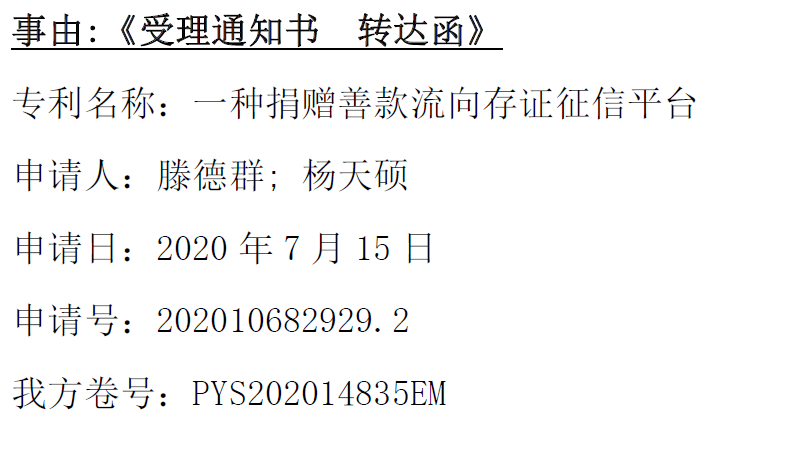 事由:《受理通知书　转达函》
专利名称：一种捐赠善款流向存证征信平台
申请人：滕德群; 杨天硕
申请日：2020 年 7 月 15 日
申请号：202010682929.2
我方卷号：PYS202014835EM